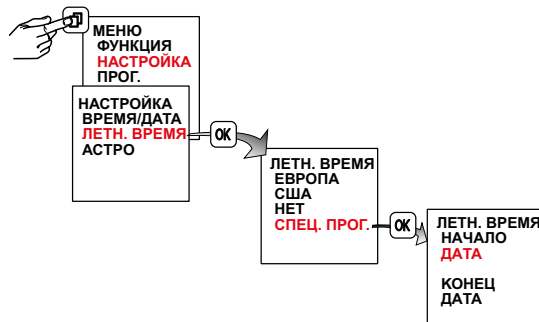 МЕНЮ
ФУНКЦИЯ
НАСТРОЙКА
ПРОГ.
НАСТРОЙКА
ВРЕМЯ/ДАТА
ЛЕТН. ВРЕМЯ
АСТРО
OK
ЛЕТН. ВРЕМЯ
ЕВРОПА
США
НЕТ
СПЕЦ. ПРОГ.
OK
ЛЕТН. ВРЕМЯ
НАЧАЛО
ДАТА
КОНЕЦ
ДАТА